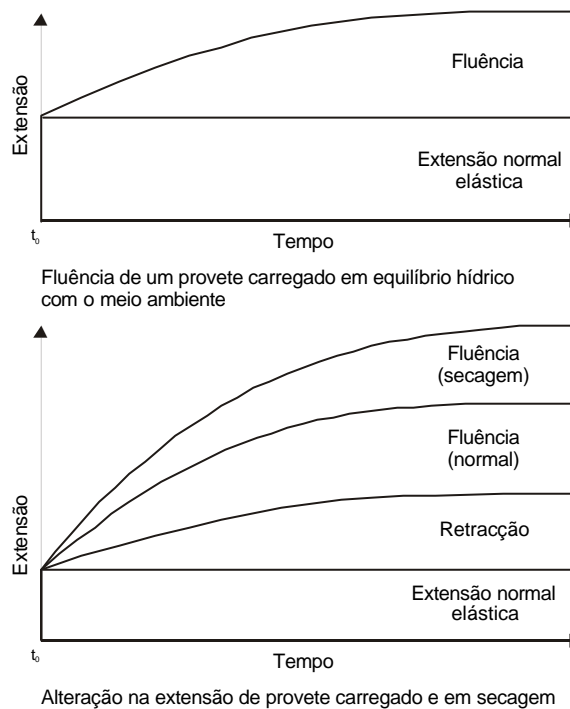 Extensão
Fluência
Extensão normal
elástica
t₀
Tempo
Fluência de um provete carregado em equilíbrio hídrico
com o meio ambiente
Extensão
Fluência
(secagem)
Fluência
(normal)
Retracção
Extensão normal
elástica
t₀
Tempo
Alteração na extensão de provete carregado e em secagem